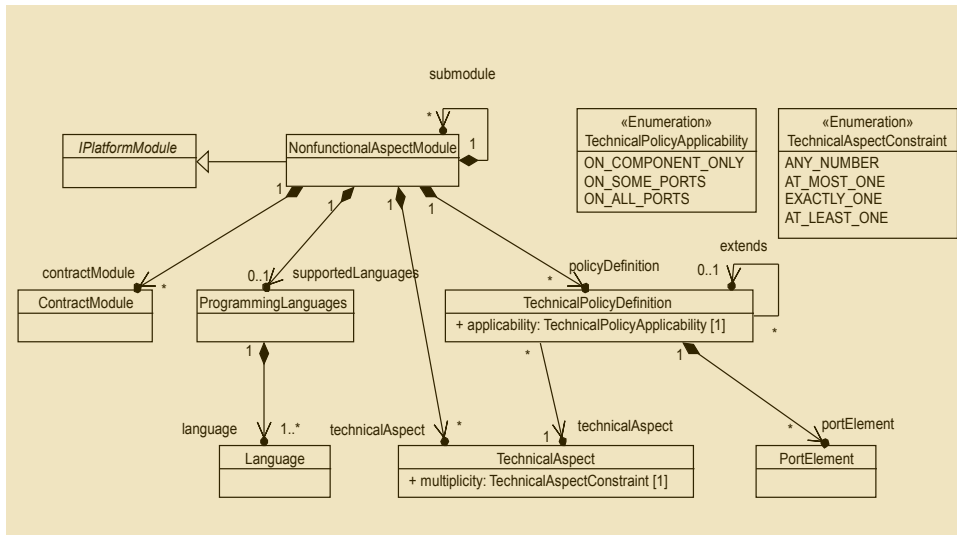 submodule
*
1
IPlatformModule
NonfunctionalAspectModule
«Enumeration»
TechnicalPolicyApplicability
ON_COMPONENT_ONLY
ON_SOME_PORTS
ON_ALL_PORTS
«Enumeration»
TechnicalAspectConstraint
ANY_NUMBER
AT_MOST_ONE
EXACTLY_ONE
AT_LEAST_ONE
1
1
1
1
extends
contractModule
*
0..1
supportedLanguages
policyDefinition
*
0..1
*
ContractModule
ProgrammingLanguages
TechnicalPolicyDefinition
+ applicability: TechnicalPolicyApplicability [1]
1
*
1
language
1..*
technicalAspect
*
1
technicalAspect
*
portElement
Language
TechnicalAspect
+ multiplicity: TechnicalAspectConstraint [1]
PortElement